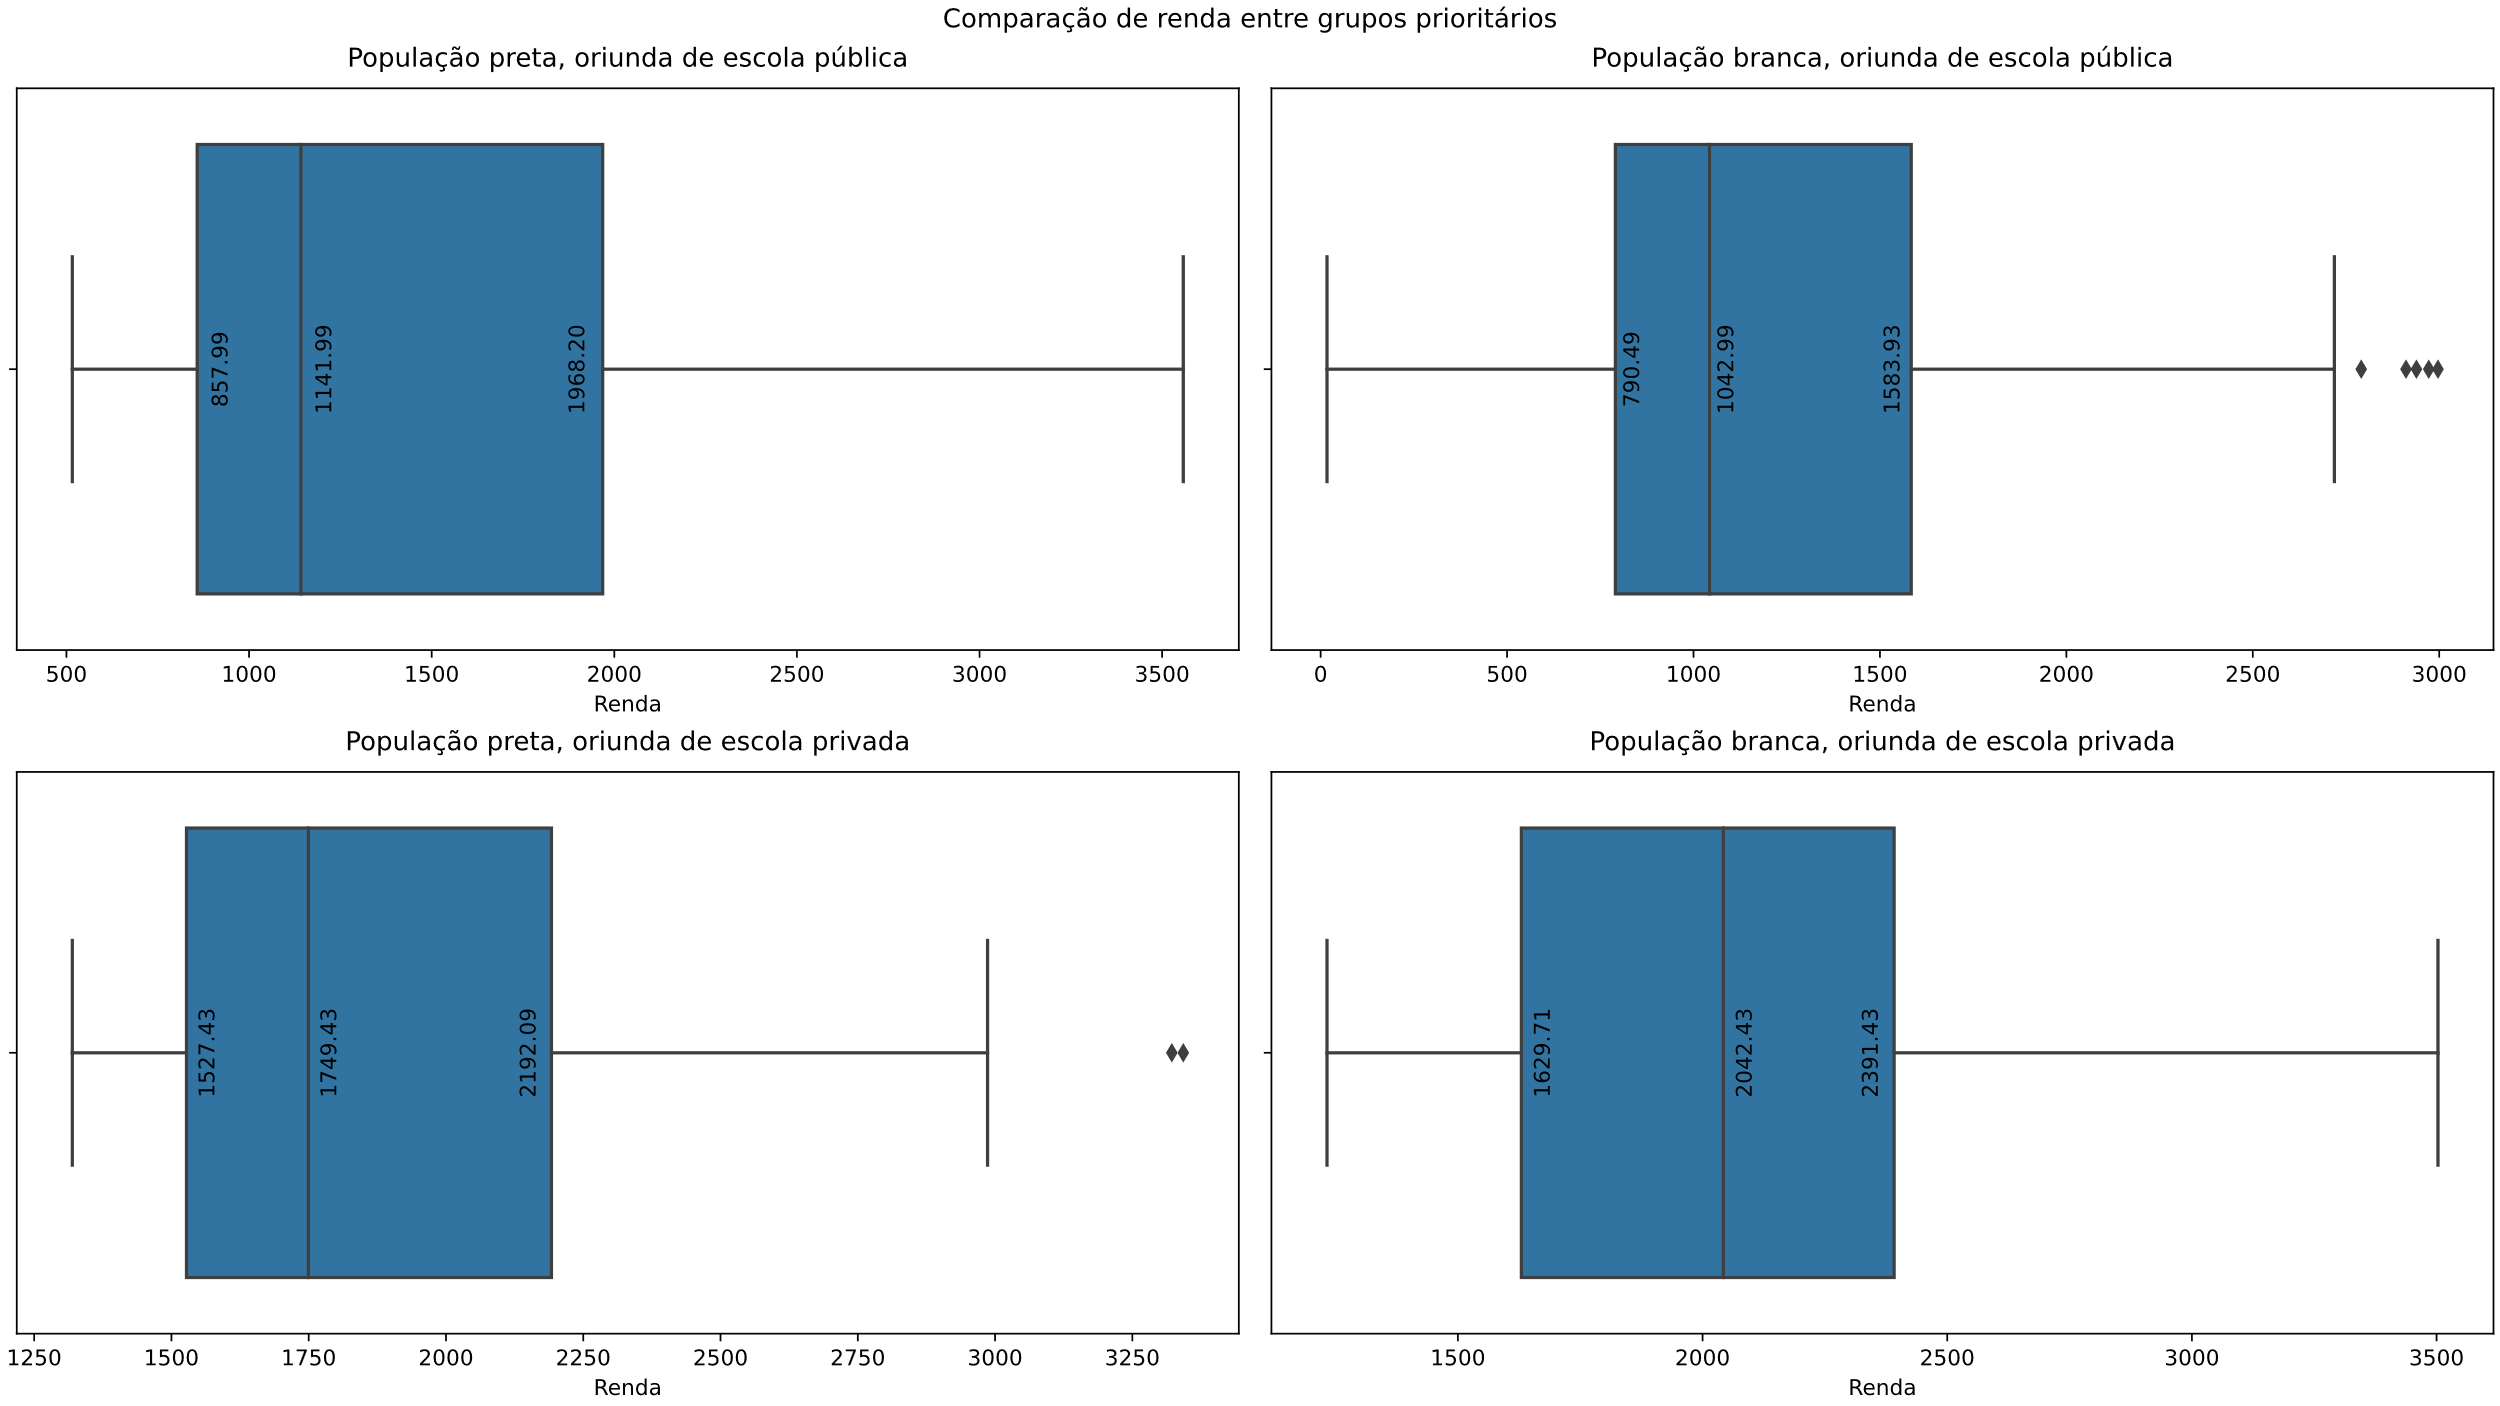 Comparação de renda entre grupos prioritários
População preta, oriunda de escola pública
857.99
1141.99
1968.20
500 1000 1500 2000 2500 3000 3500
Renda
População branca, oriunda de escola pública
790.49
1042.99
1583.93
0 500 1000 1500 2000 2500 3000
Renda
População preta, oriunda de escola privada
1527.43
1749.43
2192.09
1250 1500 1750 2000 2250 2500 2750 3000 3250
Renda
População branca, oriunda de escola privada
1629.71
2042.43
2391.43
1500 2000 2500 3000 3500
Renda